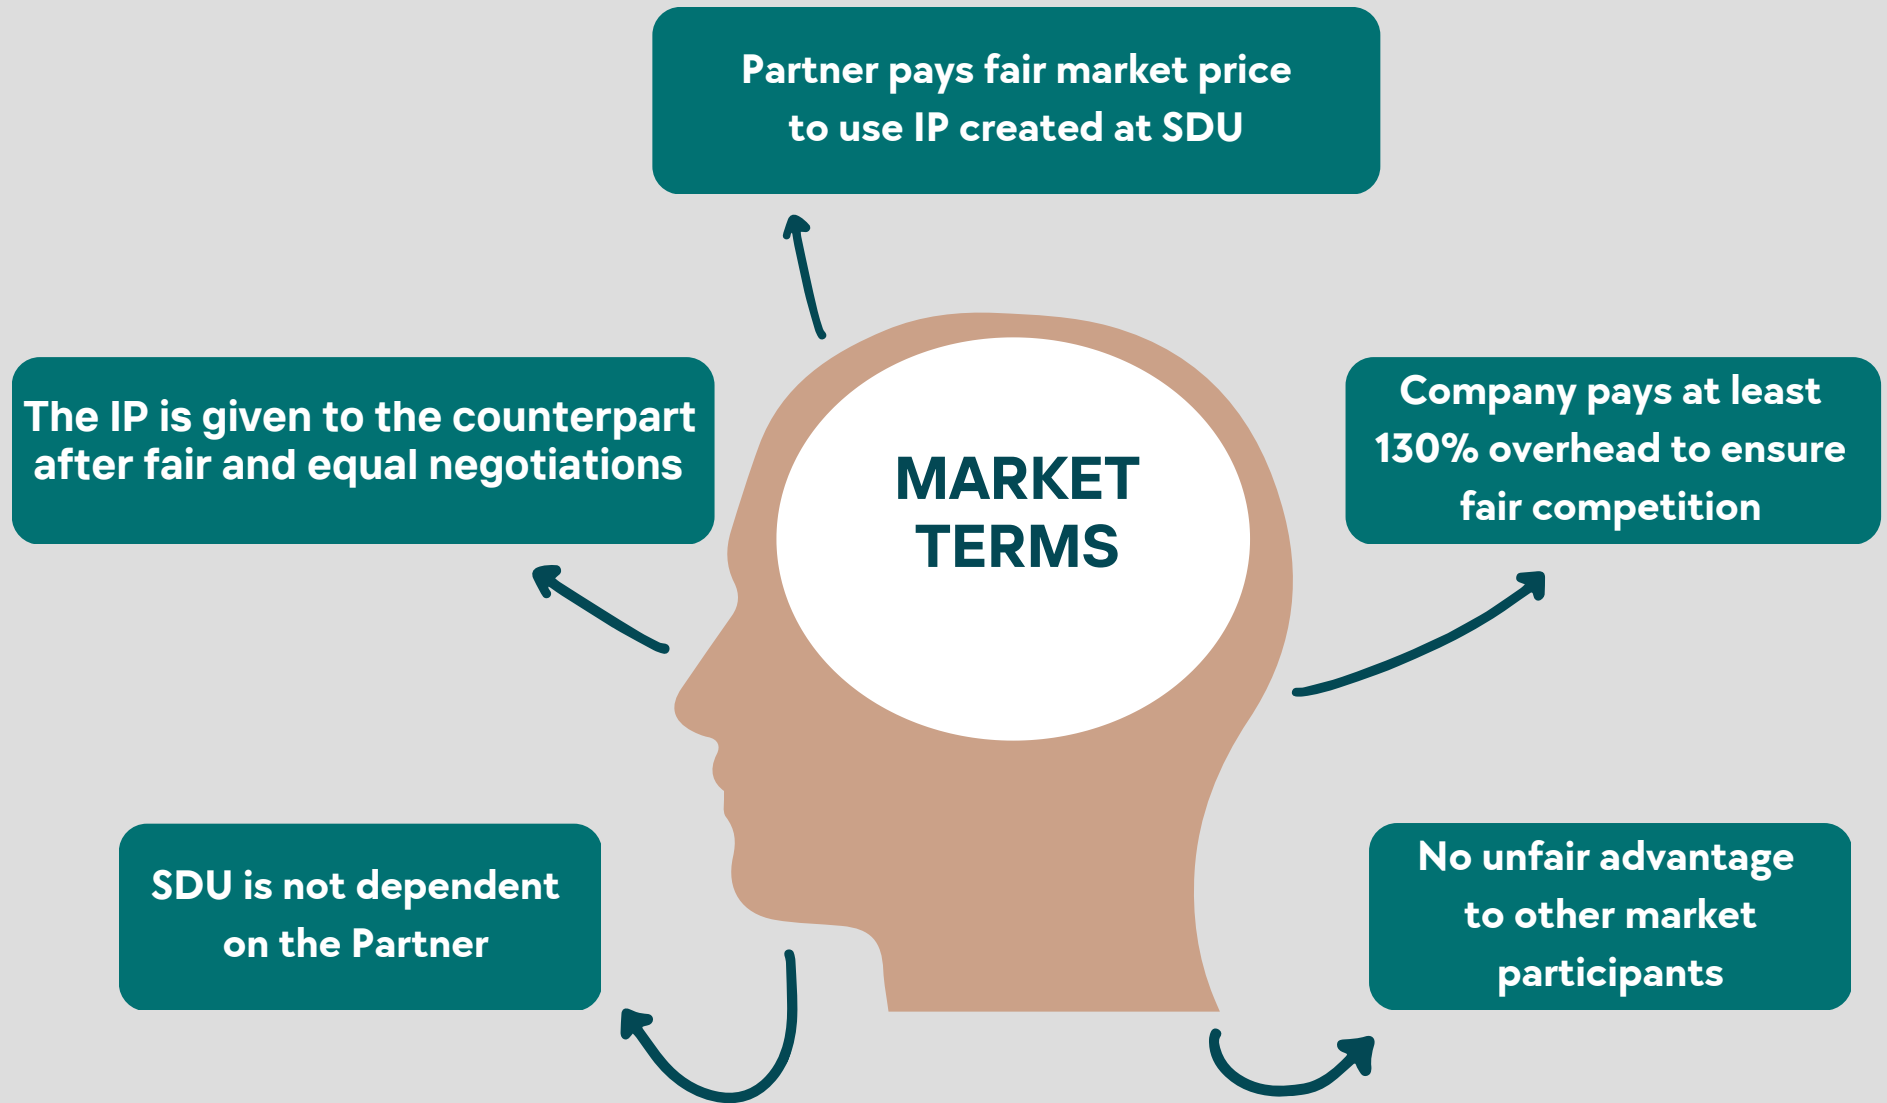 Partner pays fair market price
to use IP created at SDU
The IP is given to the counterpart
after fair and equal negotiations
MARKET
TERMS
Company pays at least
130% overhead to ensure
fair competition
SDU is not dependent
on the Partner
No unfair advantage
to other market
participants